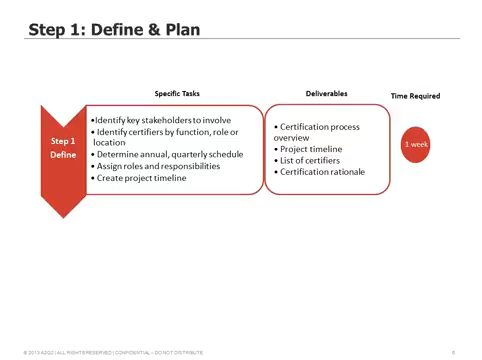 Step 1: Define & Plan
Specific Tasks
Deliverables
Time Required
Step 1
Define
•Identify key stakeholders to involve
• Identify certifiers by function, role or
location
• Determine annual, quarterly schedule
• Assign roles and responsibilities
• Create project timeline
• Certification process
overview
• Project timeline
• List of certifiers
• Certification rationale
1 week
© 2013 A2Q2 | ALL RIGHTS RESERVED | CONFIDENTIAL – DO NOT DISTRIBUTE